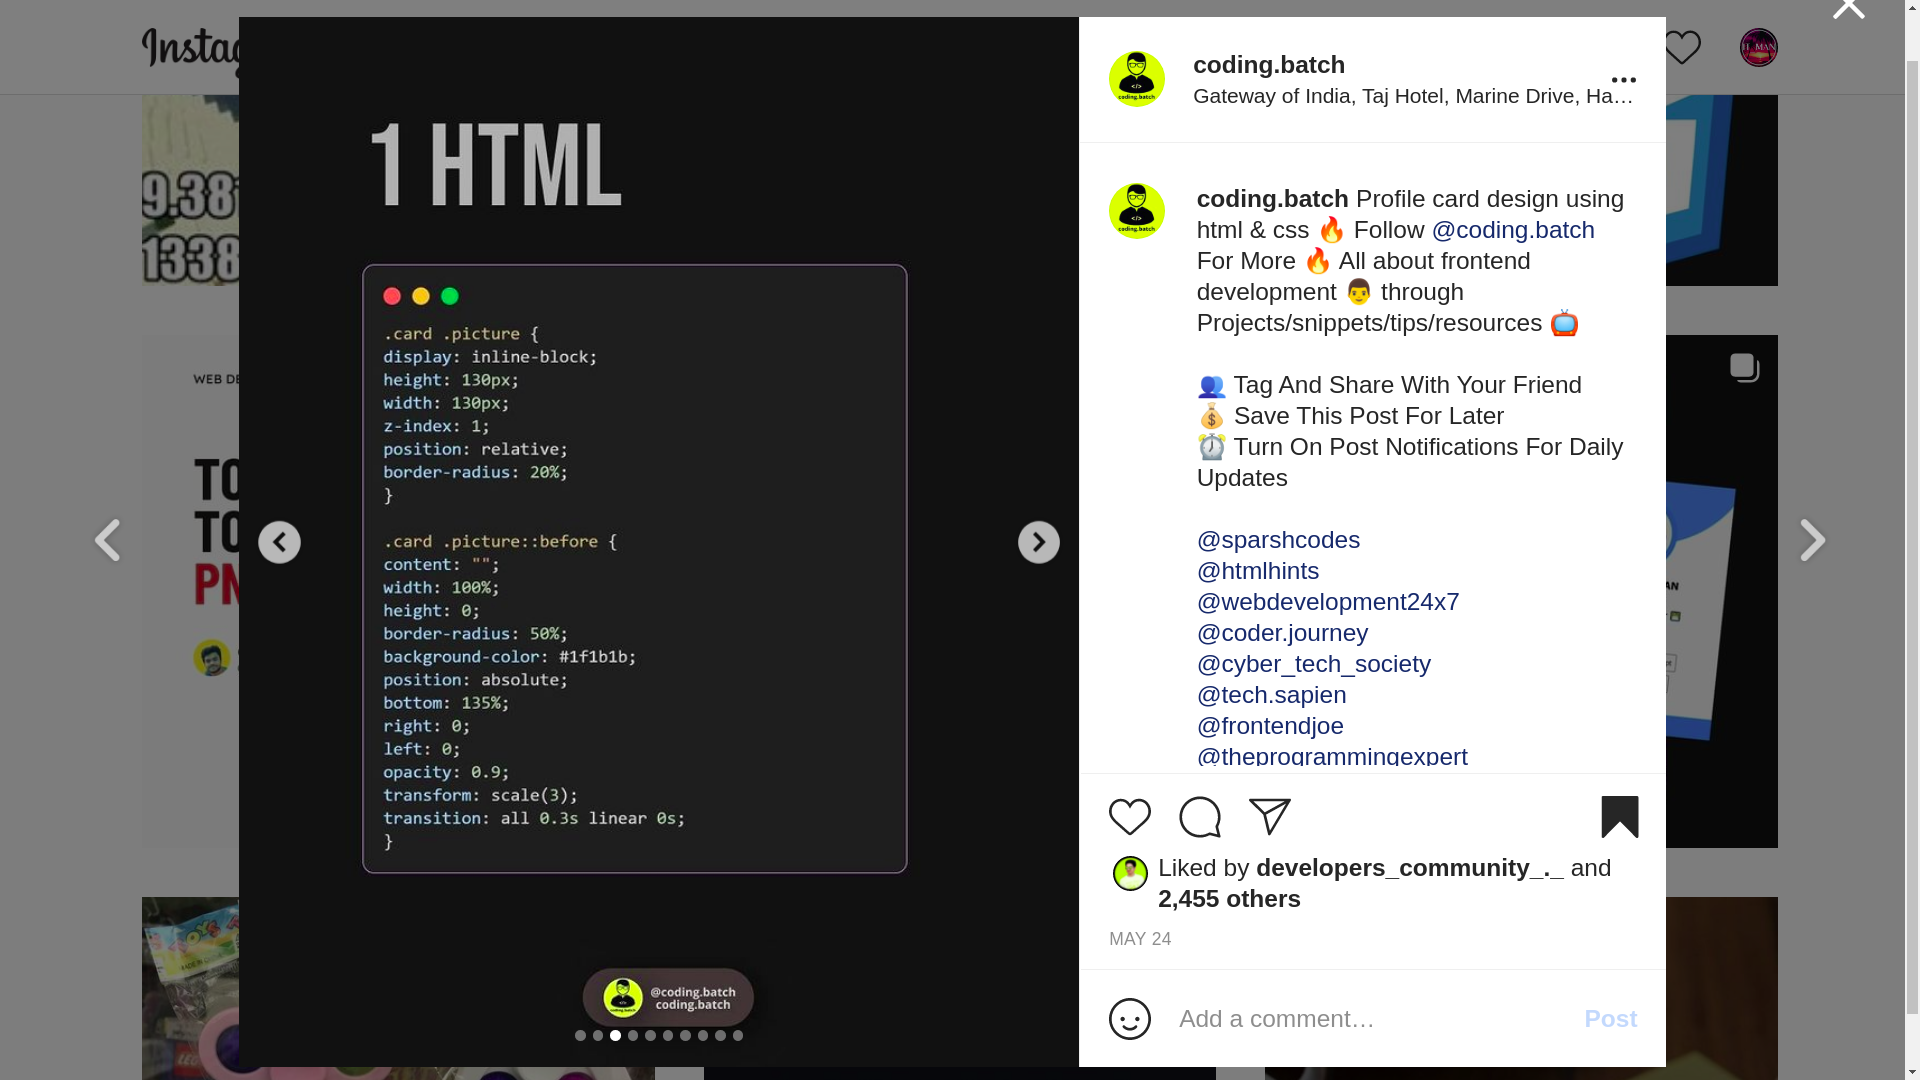 Instag
9.381
1338
WEB DE
TO
TO
PN
1 HTML
.card .picture {
display: inline-block;
height: 130px;
width: 130px;
z-index: 1;
position: relative;
border-radius: 20%;
}
.card .picture::before {
content: "";
width: 100%;
height: 0;
border-radius: 50%;
background-color: #1f1b1b;
position: absolute;
bottom: 135%;
right: 0;
left: 0;
opacity: 0.9;
transform: scale(3);
transition: all 0.3s linear 0s;
}
@coding.batch
coding.batch
coding.batch
Gateway of India, Taj Hotel, Marine Drive, Ha…
coding.batch Profile card design using
html & css 🔥 Follow @coding.batch
For More 🔥 All about frontend
development 👨 through
Projects/snippets/tips/resources 📺
👥 Tag And Share With Your Friend
💰 Save This Post For Later
⏰ Turn On Post Notifications For Daily
Updates
@sparshcodes
@htmlhints
@webdevelopment24x7
@coder.journey
@cyber_tech_society
@tech.sapien
@frontendjoe
@theprogrammingexpert
Liked by developers_community_._ and
2,455 others
MAY 24
Add a comment…
Post